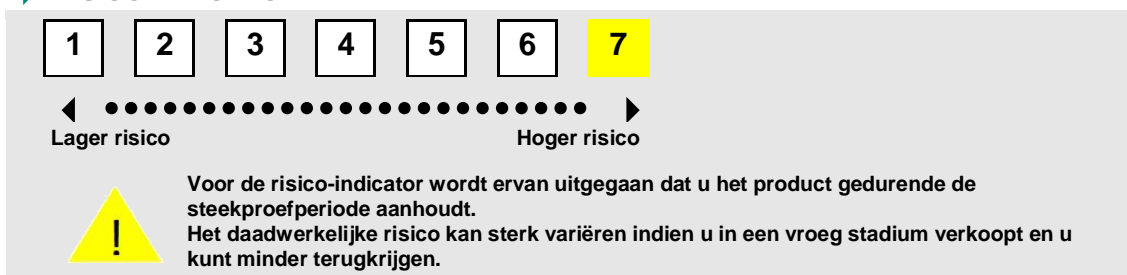 1 2 3 4 5 6 7
Lager risico Hoger risico
Voor de risico-indicator wordt ervan uitgegaan dat u het product gedurende de
steekproefperiode aanhoudt.
! Het daadwerkelijke risico kan sterk variëren indien u in een vroeg stadium verkoopt en u
kunt minder terugkrijgen.